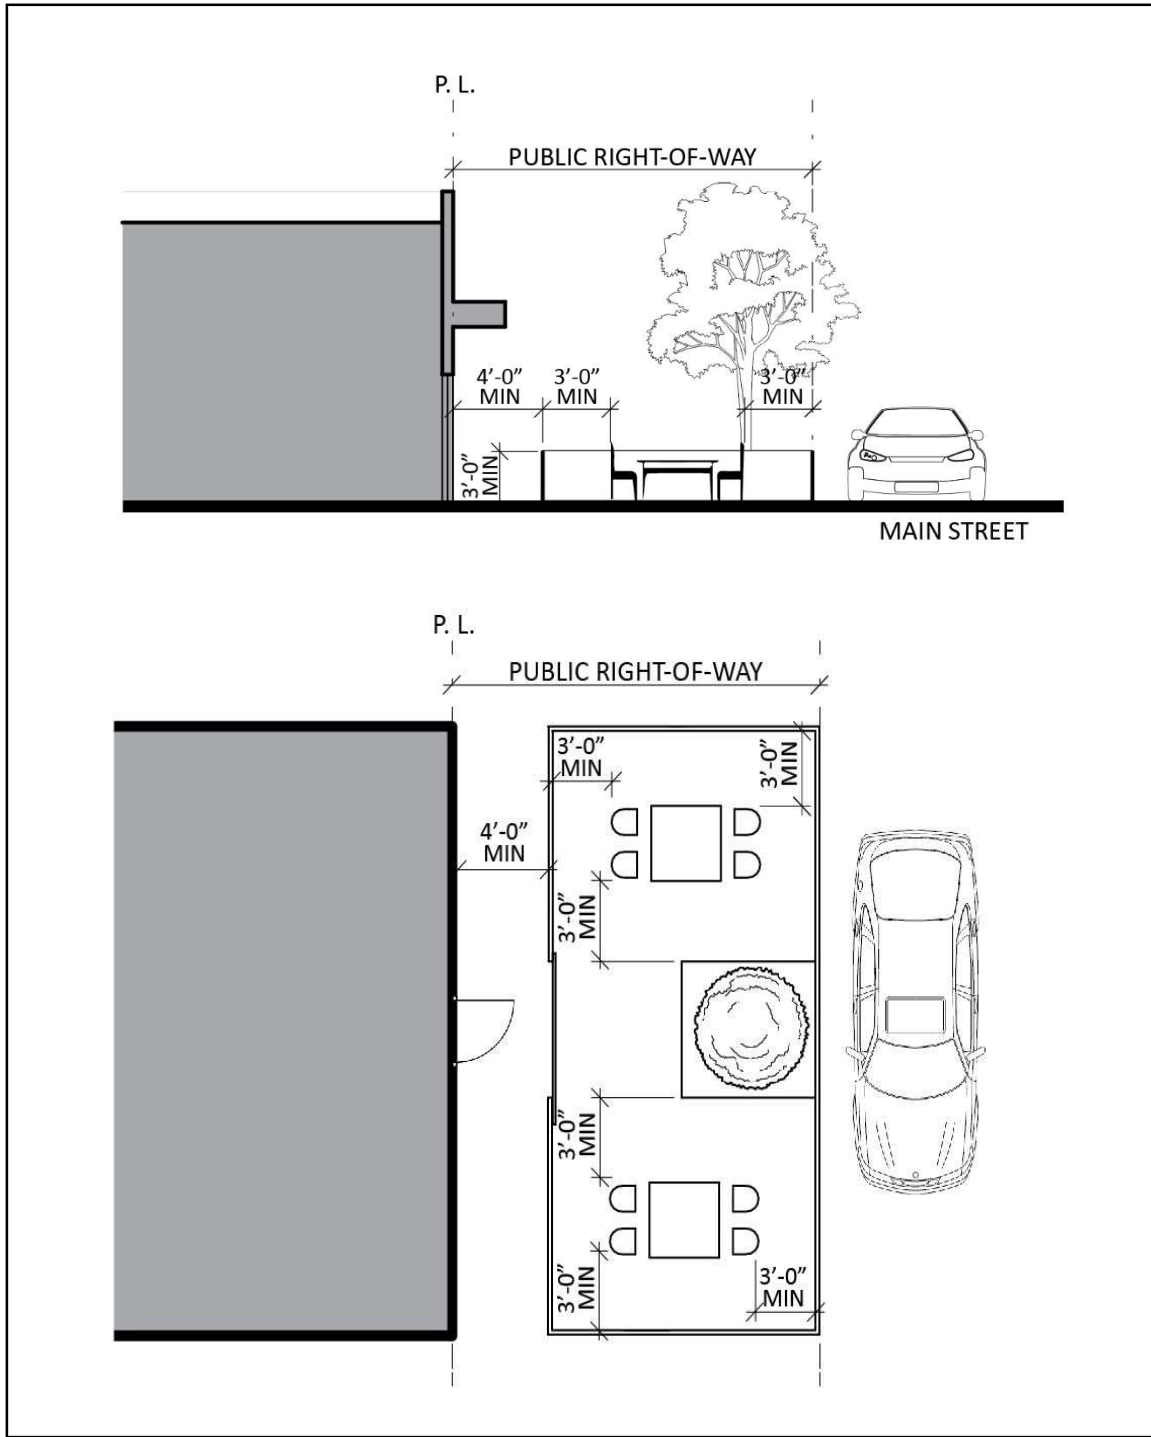 P. L.
PUBLIC RIGHT-OF-WAY
4’-0” 3’-0” 3’-0”
MIN MIN MIN
3’-0”
MIN
MAIN STREET
P. L.
PUBLIC RIGHT-OF-WAY
3’-0”
MIN
3’-0”
MIN
4’-0”
MIN
3’-0”
MIN
3’-0”
MIN
3’-0”
MIN
3’-0”
MIN